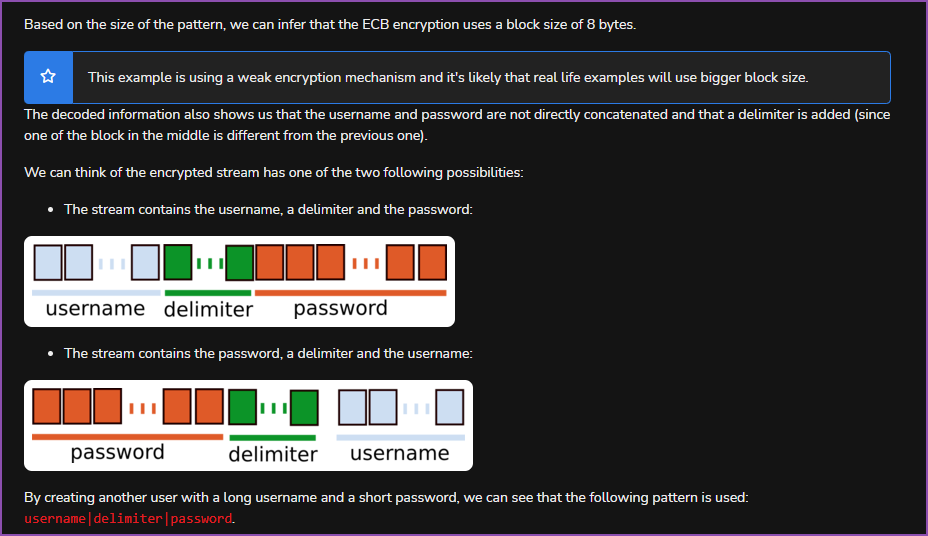 Based on the size of the pattern, we can infer that the ECB encryption uses a block size of 8 bytes.
This example is using a weak encryption mechanism and it's likely that real life examples will use bigger block size.
The decoded information also shows us that the username and password are not directly concatenated and that a delimiter is added (since
one of the block in the middle is different from the previous one).
We can think of the encrypted stream has one of the two following possibilities:
• The stream contains the username, a delimiter and the password:
username delimiter password
• The stream contains the password, a delimiter and the username:
password delimiter username
By creating another user with a long username and a short password, we can see that the following pattern is used:
username|delimiter|password.